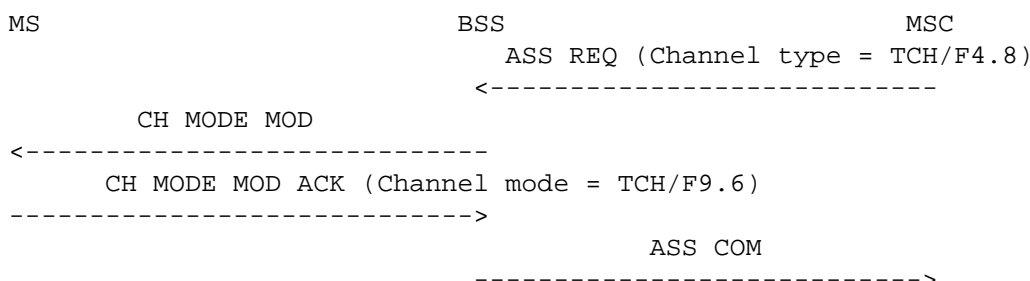 MS BSS MSC
ASS REQ (Channel type = TCH/F4.8)
<----------------------------
CH MODE MOD
<-----------------------------
CH MODE MOD ACK (Channel mode = TCH/F9.6)
----------------------------->
ASS COM
---------------------------->